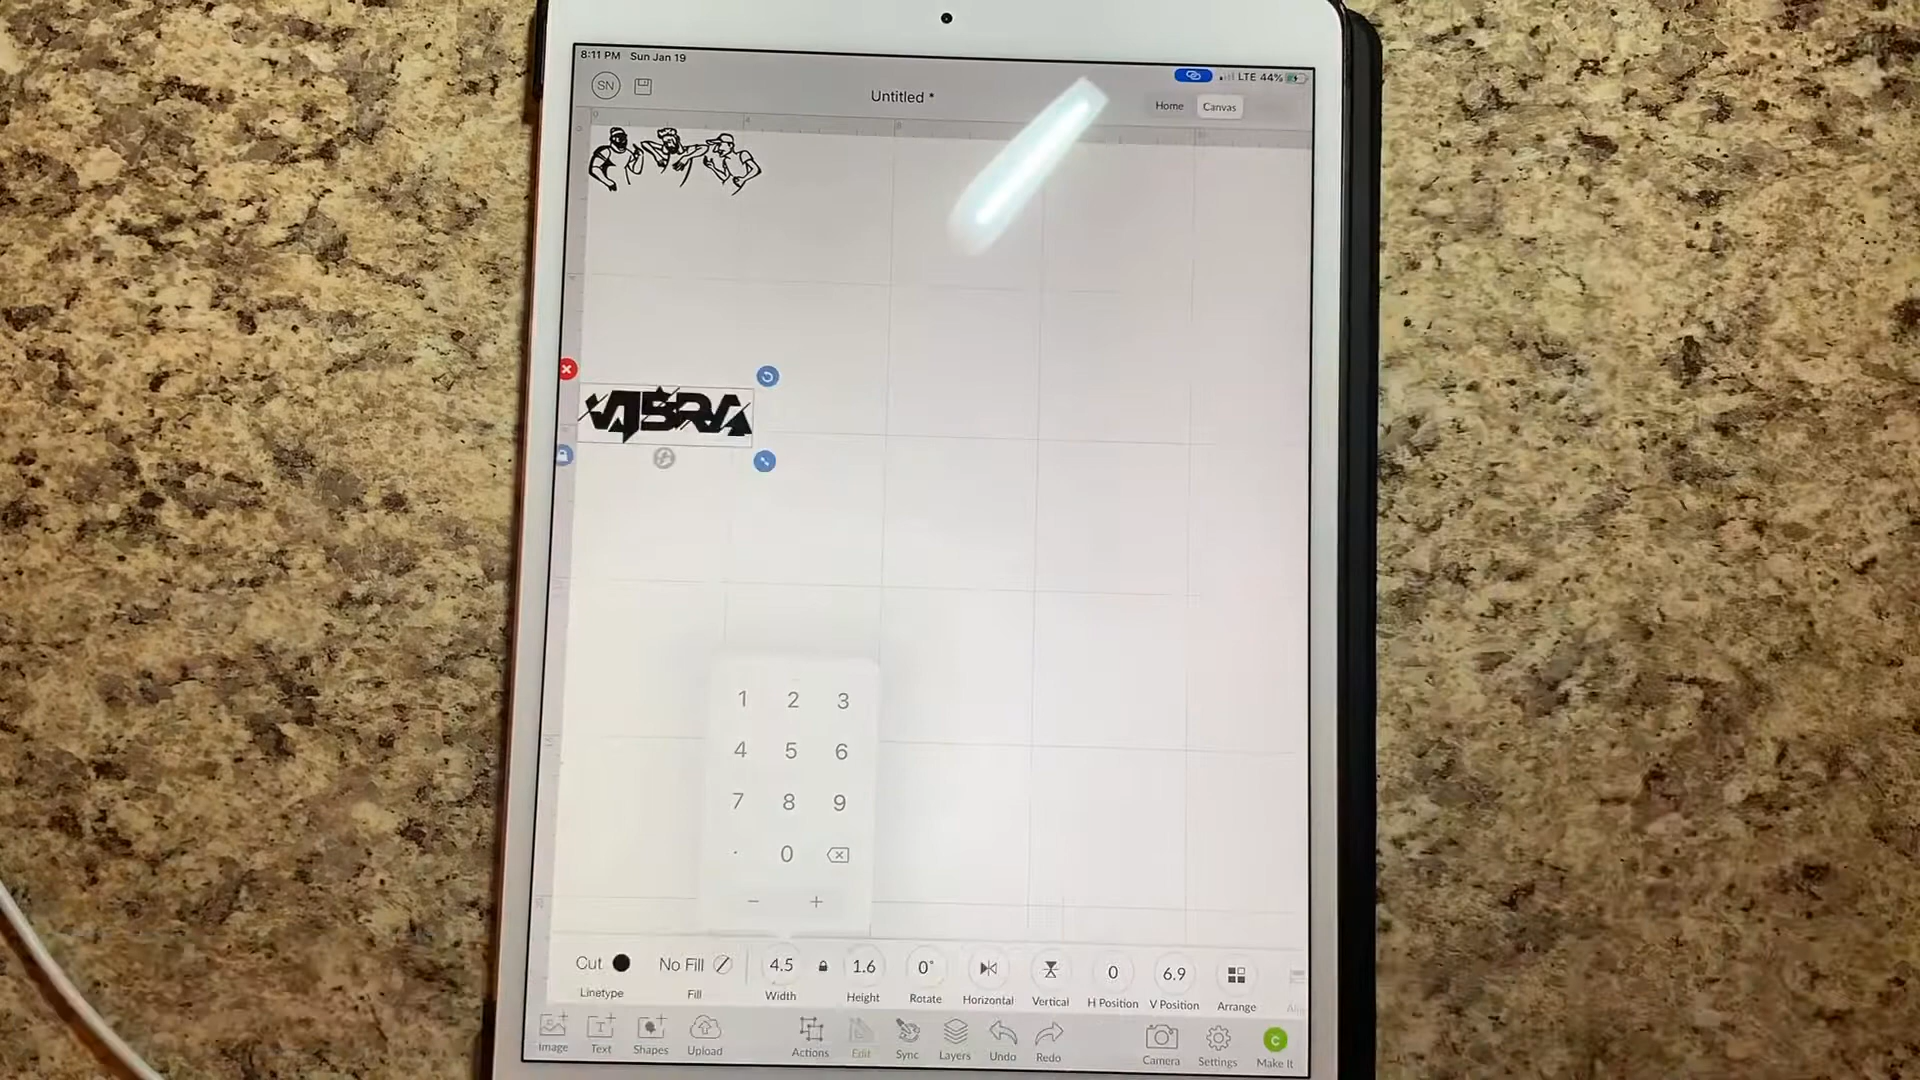 8:11 PM Sun Jan 19
LTE 44%
SN
Untitled *
Home Canvas
0 4 8
1 2 3
4 5 6
7 8 9
. 0
− +
Cut No Fill 4.5 1.6 0° 0 6.9
Linetype Fill Width Height Rotate Horizontal Vertical H Position V Position Arrange
Image Text Shapes Upload Actions Edit Sync Layers Undo Redo Camera Settings Make It